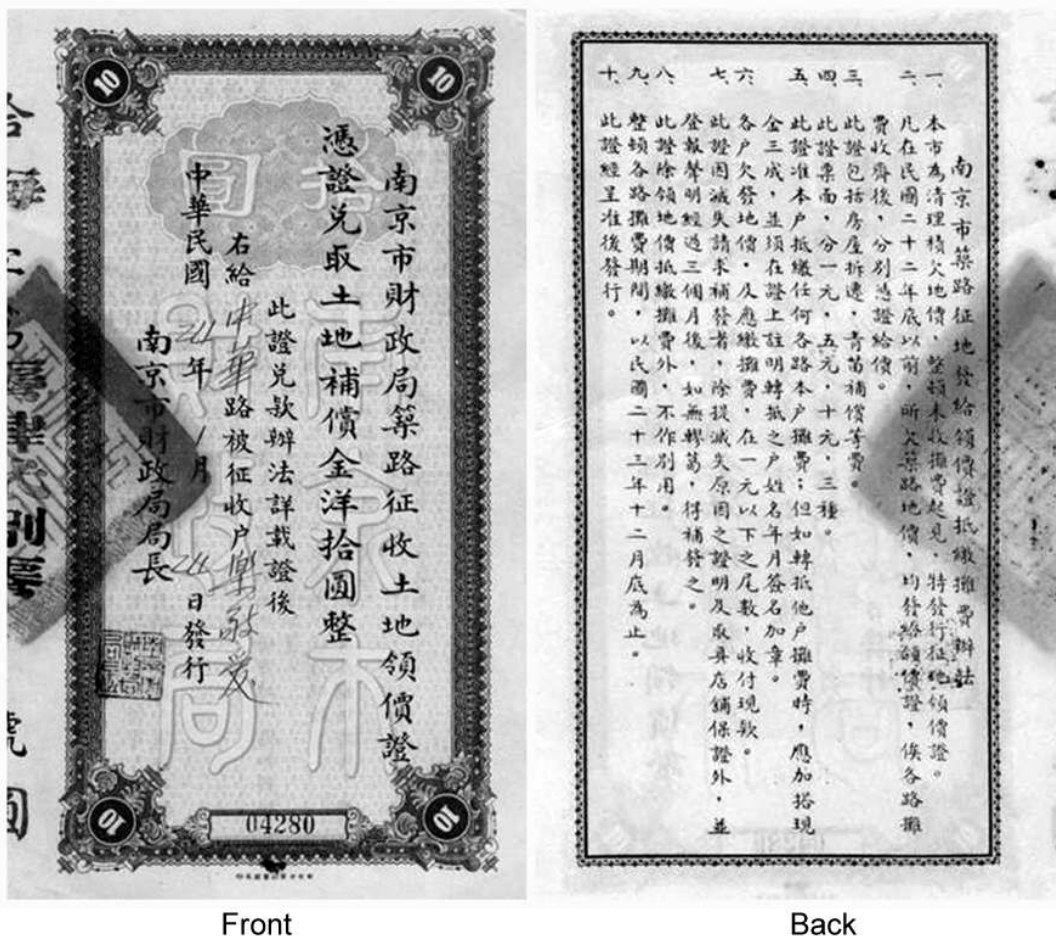 10
10
南京市財政局築路征收土地領價證
憑證兌取土地補償金洋拾圓整
此證兌款辦法詳載證後
右給中華路被征收户
中華民國 年 月 日發行
南京市財政局局長
10
10
04280
Front
南京市築路征地發給領價證抵繳攤費辦法
一、本市為清理積欠地價，整頓未收攤費起見，特發行征地領價證。
二、凡在民國二十二年底以前，所欠築路地價，均發給領價證，俟各路攤
費收齊後，分別憑證給價。
三、此證包括房屋拆遷，青苗補償等費。
四、此證票面，分一元，五元，十元，三種。
五、此證准本户抵繳任何各路本户攤費；但如轉抵他户攤費時，應加搭現
金三成，並須在證上註明轉抵之户姓名年月簽名加章。
六、各户欠發地價，及應繳攤費，在一元以下之尾數，收付現款。
七、此證因滅失請求補發者，除提滅失原因之證明及取具店舖保證外，並
登報聲明經過三個月後，如無轇轕，得補發之。
八、此證除領地價抵繳攤費外，不作別用。
九、整頓各路攤費期間，以民國二十三年十二月底為止。
十、此證經呈准後發行。
Back